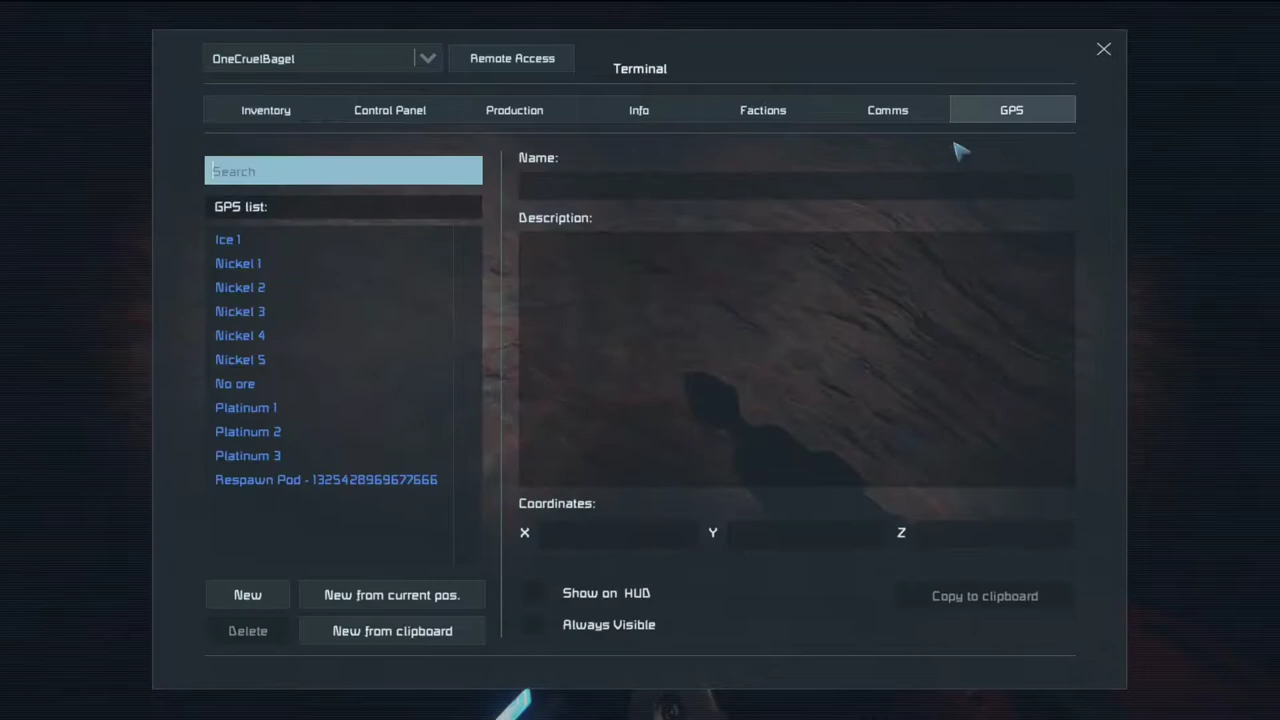 OneCruelBagel
Remote Access
Terminal
Inventory
Control Panel
Production
Info
Factions
Comms
GPS
Search
GPS list:
Ice 1
Nickel 1
Nickel 2
Nickel 3
Nickel 4
Nickel 5
No ore
Platinum 1
Platinum 2
Platinum 3
Respawn Pod - 1325428969677666
New
New from current pos.
Delete
New from clipboard
Name:
Description:
Coordinates:
X
Y
Z
Show on HUD
Always Visible
Copy to clipboard